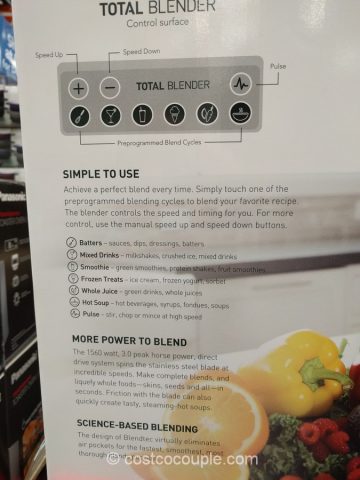 TOTAL BLENDER
Control surface
Speed Up
Speed Down
Pulse
TOTAL BLENDER
Preprogrammed Blend Cycles
SIMPLE TO USE
Achieve a perfect blend every time. Simply touch one of the
preprogrammed blending cycles to blend your favorite recipe.
The blender controls the speed and timing for you. For more
control, use the manual speed up and speed down buttons.
Batters – sauces, dips, dressings, batters
Mixed Drinks – milkshakes, crushed ice, mixed drinks
Smoothie – green smoothies, protein shakes, fruit smoothies
Frozen Treats – ice cream, frozen yogurt, sorbet
Whole Juice – green drinks, whole juices
Hot Soup – hot beverages, syrups, fondues, soups
Pulse – stir, chop or mince at high speed
MORE POWER TO BLEND
The 1560 watt, 3.0 peak horse power, direct
drive system spins the stainless steel blade at
incredible speeds. Make complete blends, and
liquefy whole foods—skins, seeds and all—in
seconds. Friction with the blade can also
quickly create tasty, steaming-hot soups.
SCIENCE-BASED BLENDING
The design of Blendtec virtually eliminates
air pockets for the fastest, smoothest, most
thorough
© costcocouple.com
Panasonic